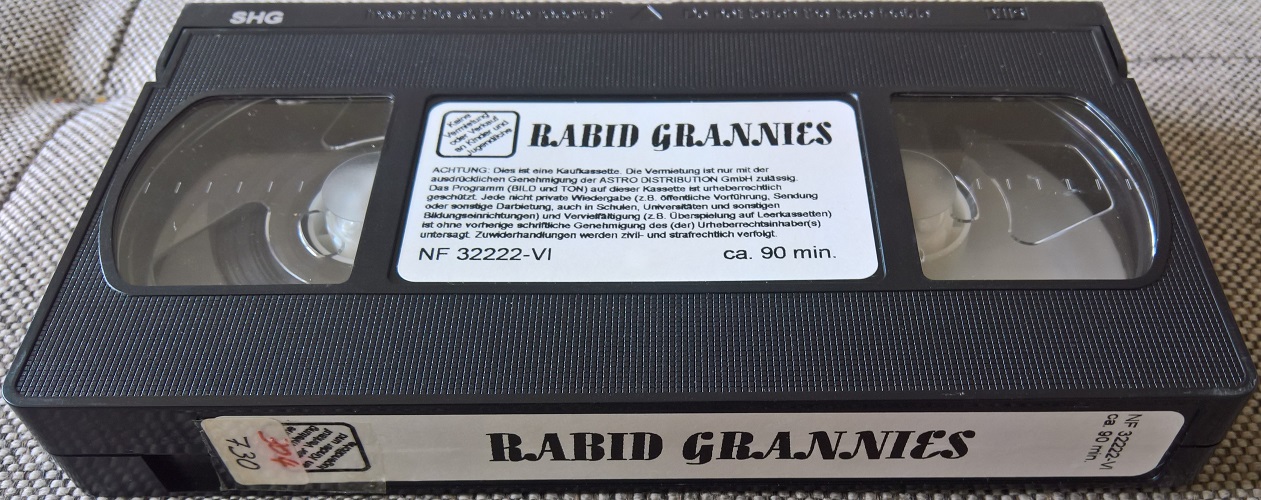 SHG
Keine
Vermietung
oder Verkauf
an Kinder und
Jugendliche
RABID GRANNIES
ACHTUNG: Dies ist eine Kaufkassette. Die Vermietung ist nur mit der
ausdrücklichen Genehmigung der ASTRO DISTRIBUTION GmbH zulässig.
Das Programm (BILD und TON) auf dieser Kassette ist urheberrechtlich
geschützt. Jede nicht private Wiedergabe (z.B. öffentliche Vorführung, Sendung
oder sonstige Darbietung, auch in Schulen, Universitäten und sonstigen
Bildungseinrichtungen) und Vervielfältigung (z.B. Überspielung auf Leerkassetten)
ist ohne vorherige schriftliche Genehmigung des (der) Urheberrechtsinhaber(s)
untersagt. Zuwiderhandlungen werden zivil- und strafrechtlich verfolgt.
NF 32222-VI ca. 90 min.
730
Kinder und
Jugendliche
RABID GRANNIES
NF 32222-VI
ca. 90 min.